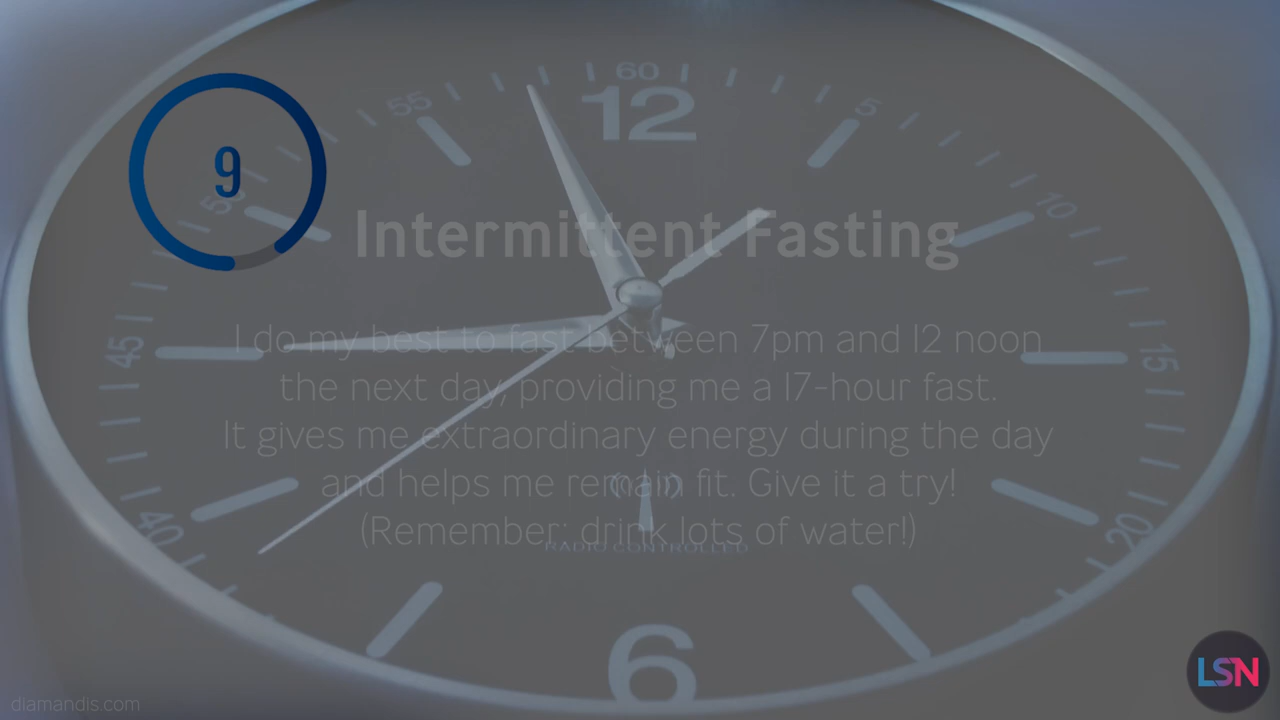 60
55
12
5
9
50
10
Intermittent Fasting
I do my best to fast between 7pm and 12 noon
45
15
the next day, providing me a 17-hour fast.
It gives me extraordinary energy during the day
and helps me remain fit. Give it a try!
40
20
(Remember: drink lots of water!)
RADIO CONTROLLED
6
LSN
diamandis.com